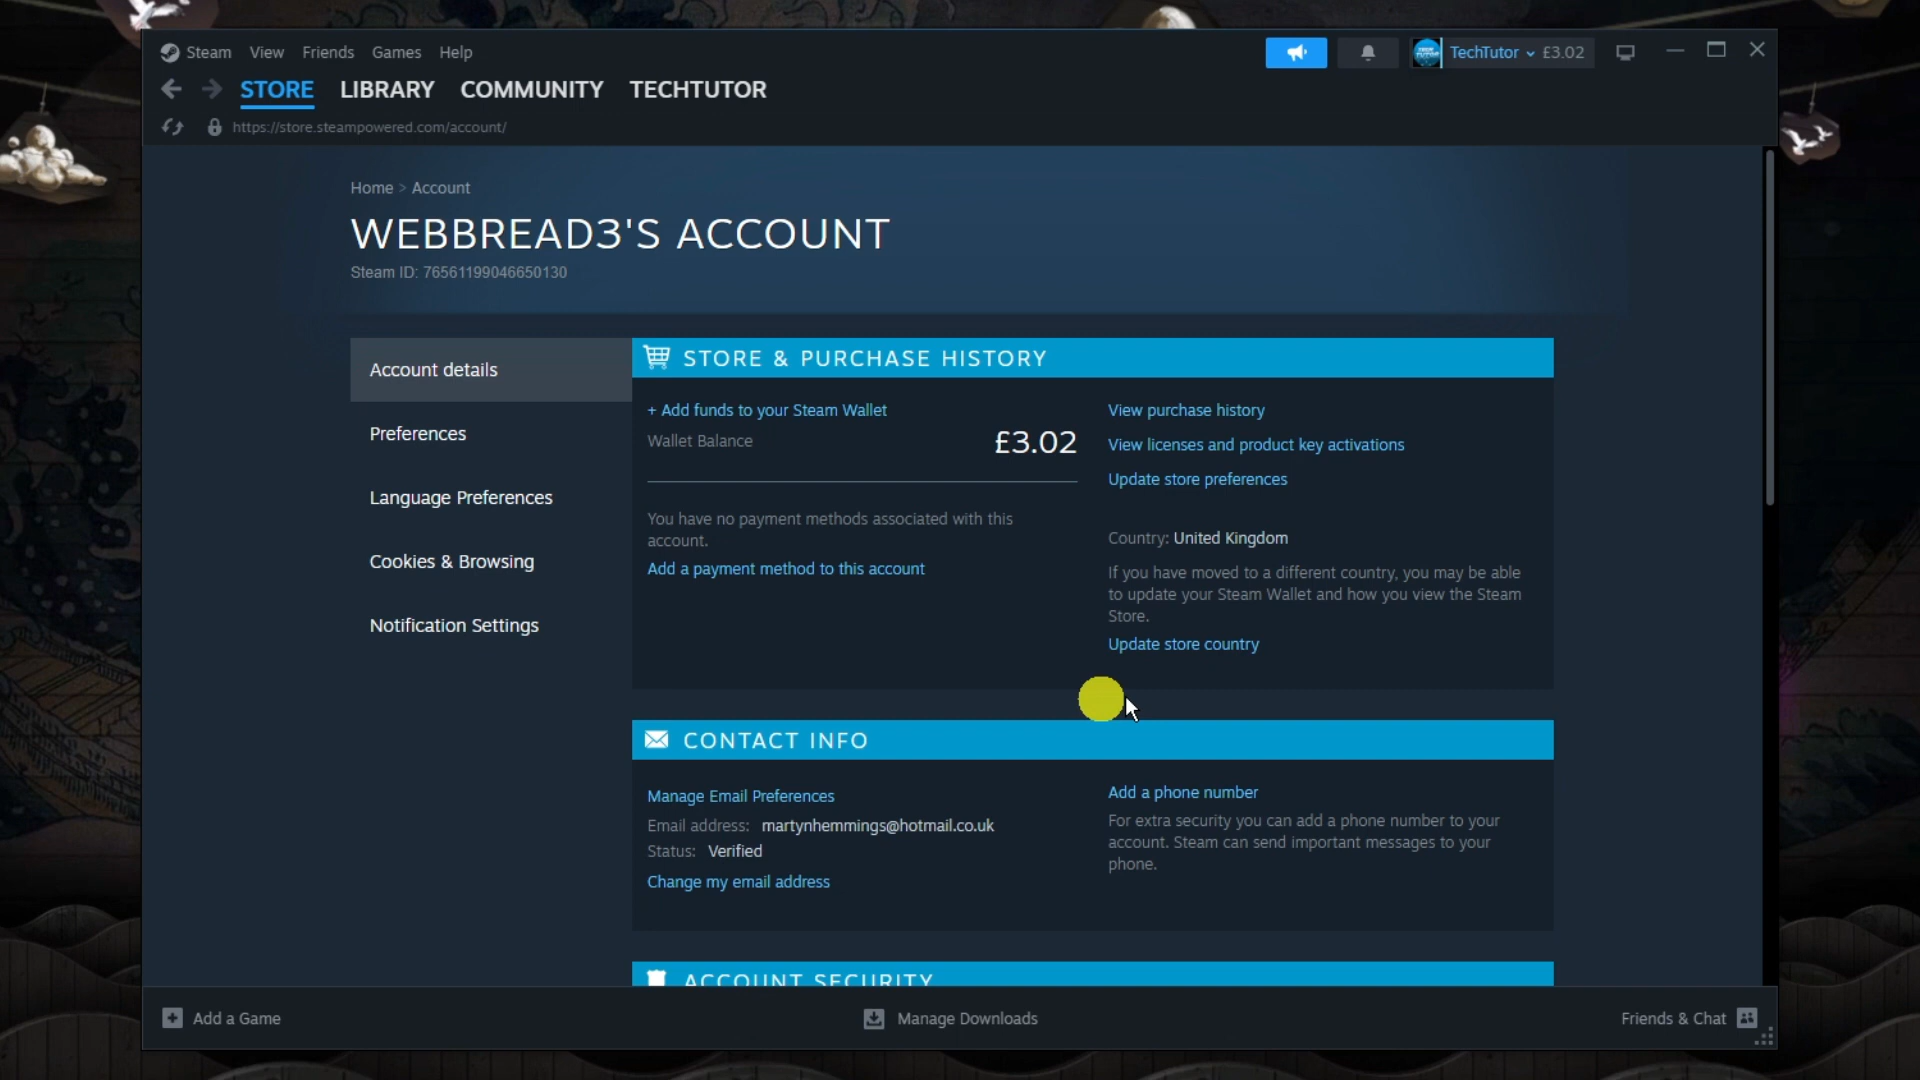 Steam View Friends Games Help
TechTutor £3.02
STORE LIBRARY COMMUNITY TECHTUTOR
https://store.steampowered.com/account/
Home > Account
WEBBREAD3'S ACCOUNT
Steam ID: 76561199046650130
Account details
Preferences
Language Preferences
Cookies & Browsing
Notification Settings
STORE & PURCHASE HISTORY
+ Add funds to your Steam Wallet
Wallet Balance £3.02
You have no payment methods associated with this
account.
Add a payment method to this account
View purchase history
View licenses and product key activations
Update store preferences
Country: United Kingdom
If you have moved to a different country, you may be able
to update your Steam Wallet and how you view the Steam
Store.
Update store country
CONTACT INFO
Manage Email Preferences
Email address: martynhemmings@hotmail.co.uk
Status: Verified
Change my email address
Add a phone number
For extra security you can add a phone number to your
account. Steam can send important messages to your
phone.
ACCOUNT SECURITY
Add a Game
Manage Downloads
Friends & Chat